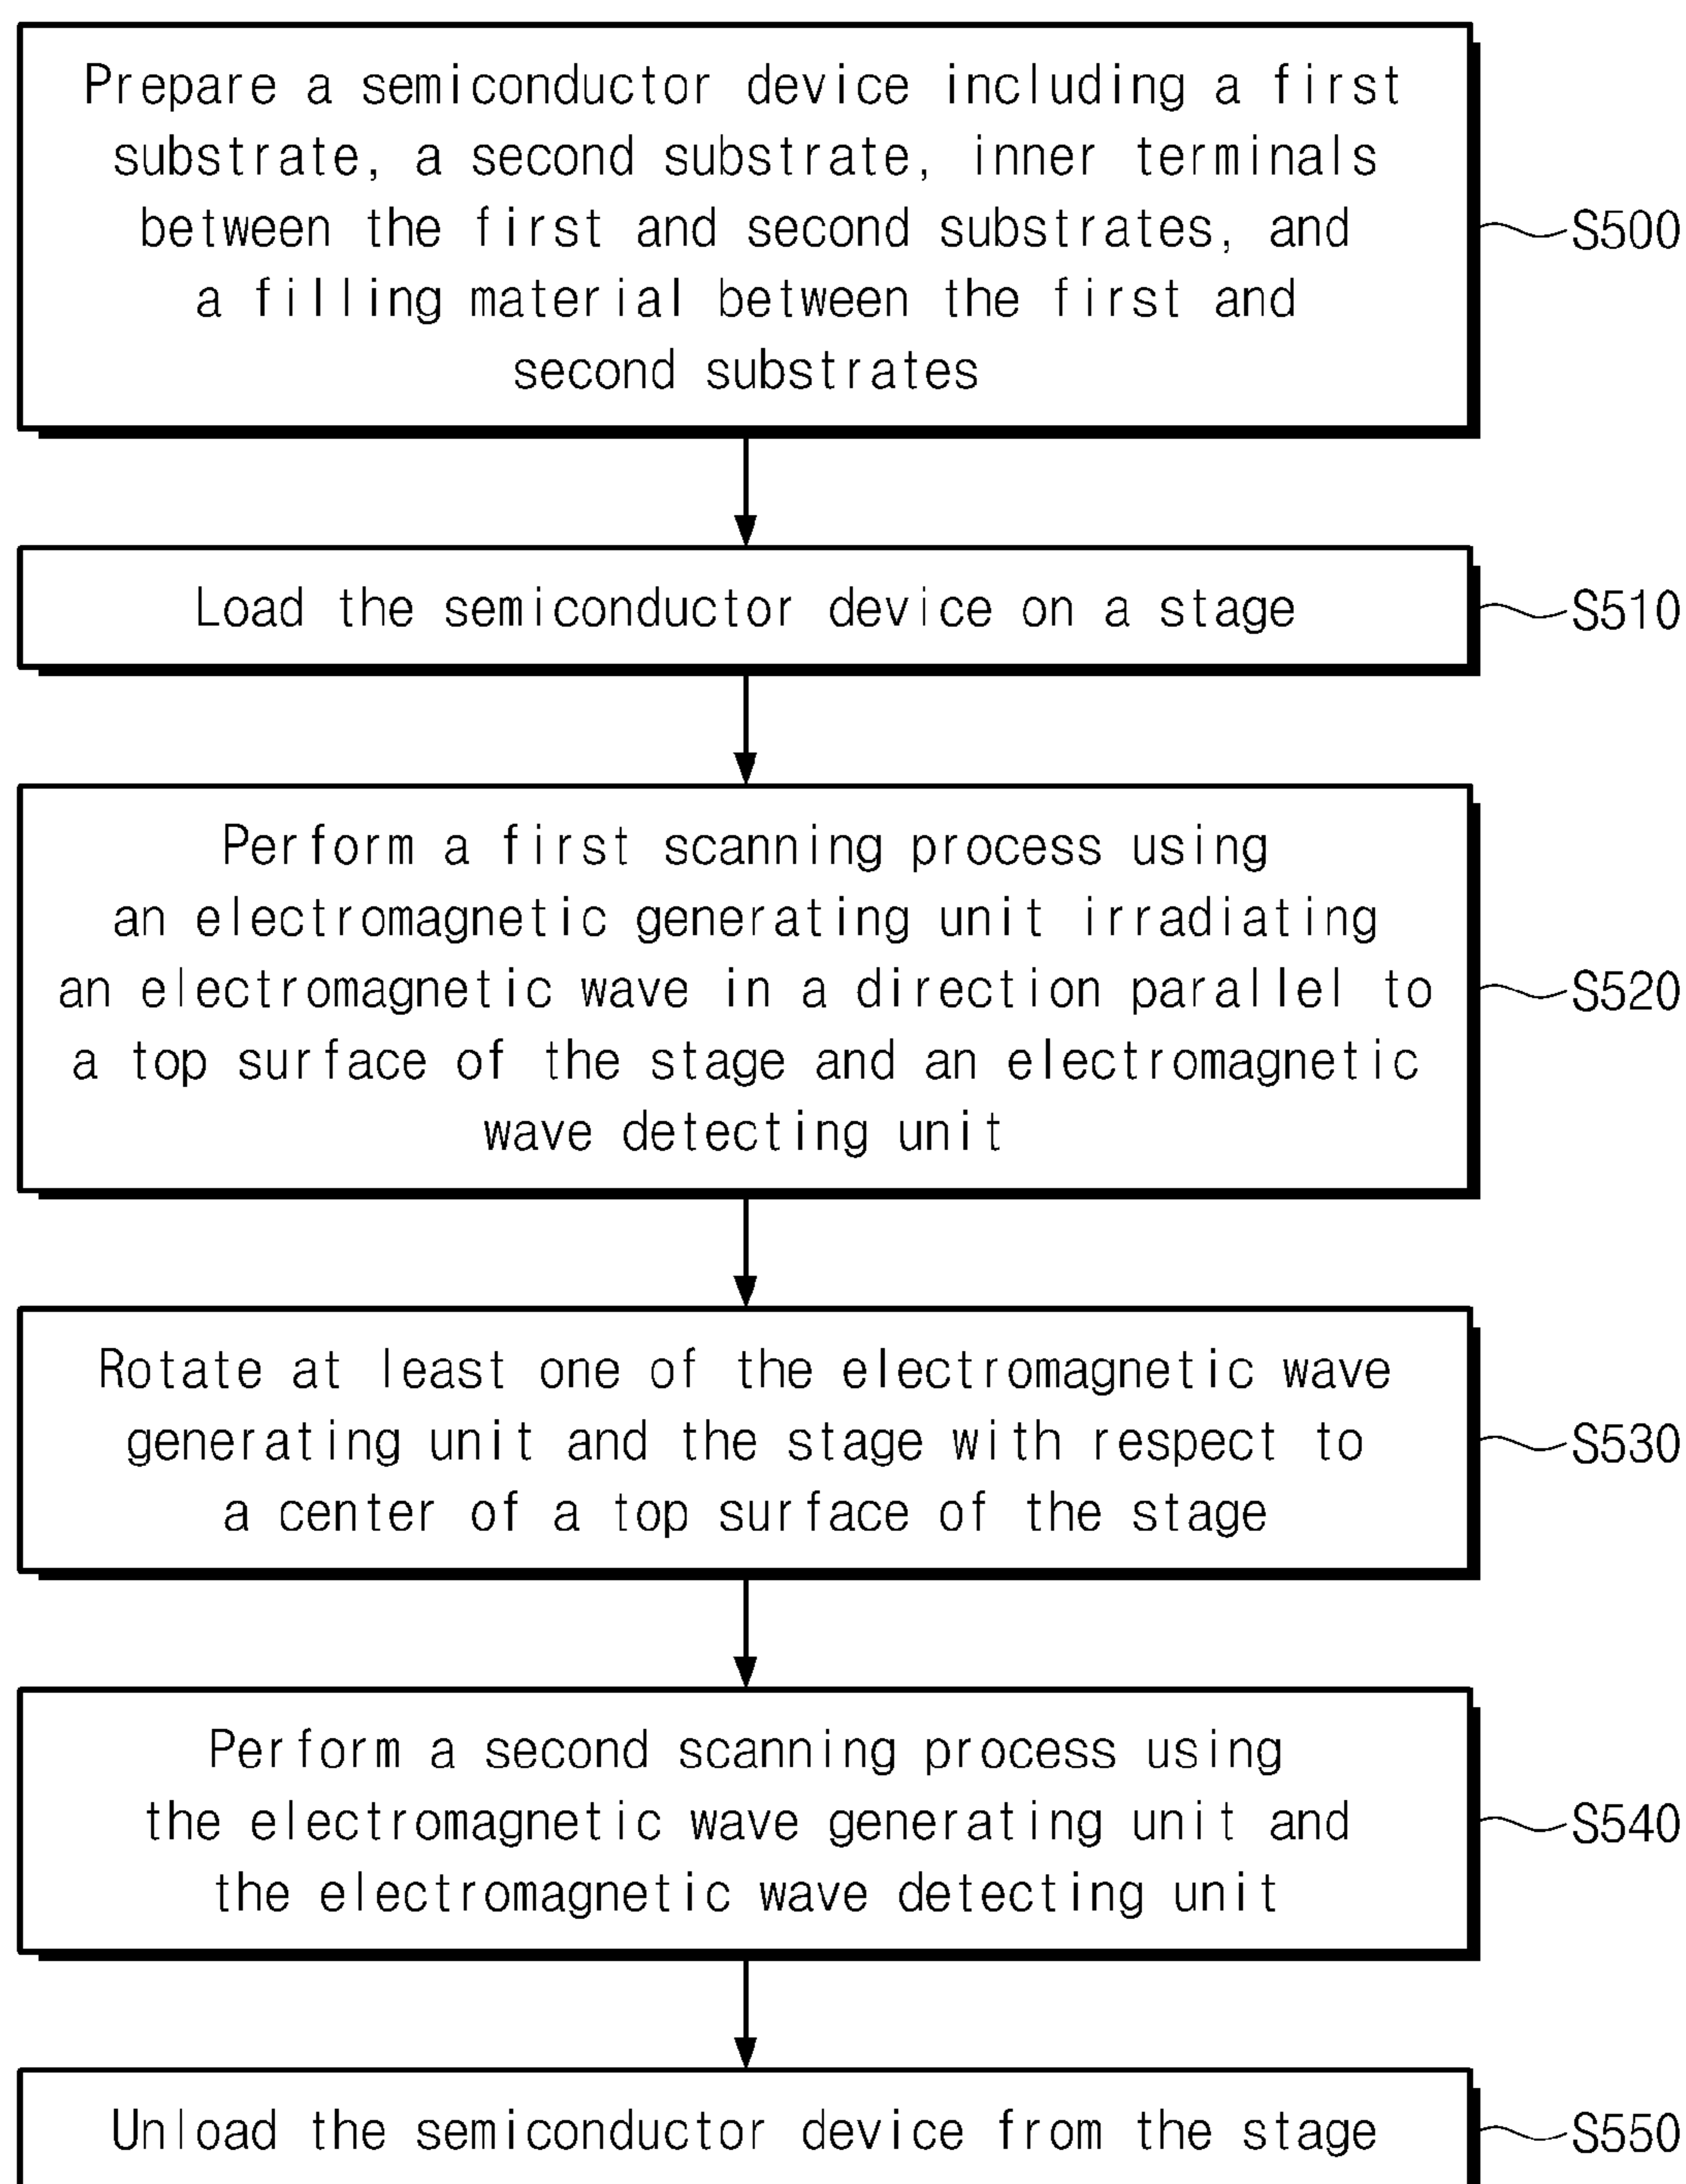 Prepare a semiconductor device including a first
substrate, a second substrate, inner terminals
between the first and second substrates, and
a filling material between the first and
second substrates
S500
Load the semiconductor device on a stage
S510
Perform a first scanning process using
an electromagnetic generating unit irradiating
an electromagnetic wave in a direction parallel to
a top surface of the stage and an electromagnetic
wave detecting unit
S520
Rotate at least one of the electromagnetic wave
generating unit and the stage with respect to
a center of a top surface of the stage
S530
Perform a second scanning process using
the electromagnetic wave generating unit and
the electromagnetic wave detecting unit
S540
Unload the semiconductor device from the stage
S550